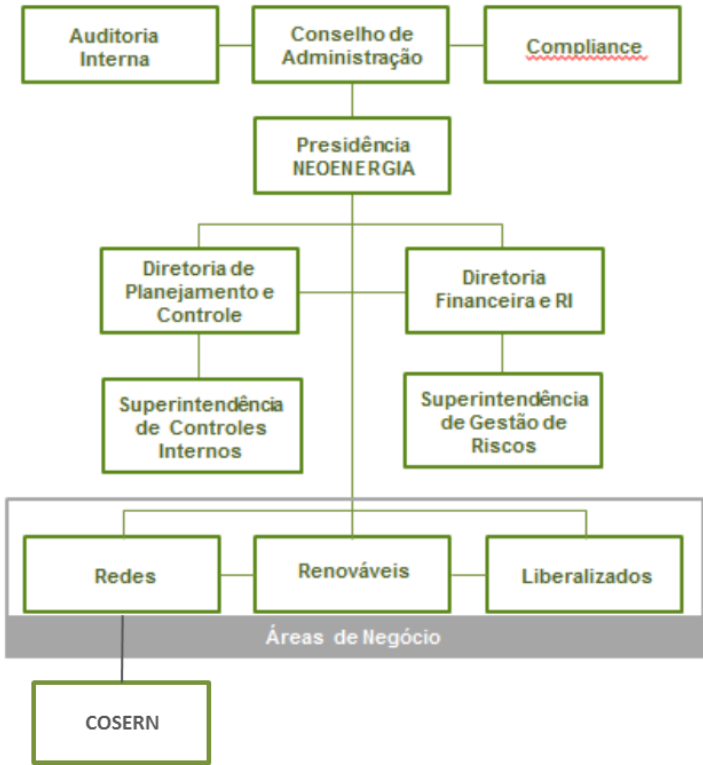 Auditoria
Interna
Conselho de
Administração
Compliance
Presidência
NEOENERGIA
Diretoria de
Planejamento e
Controle
Diretoria
Financeira e RI
Superintendência
de Controles
Internos
Superintendência
de Gestão de
Riscos
Redes
Renováveis
Liberalizados
Áreas de Negócio
COSERN